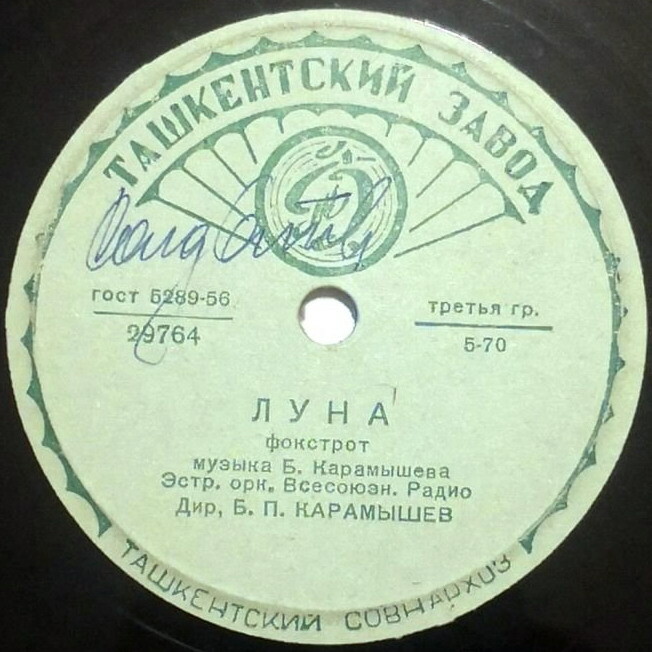 ТАШКЕНТСКИЙ ЗАВОД
гост 5289-56
29764
третья гр.
5-70
ЛУНА
фокстрот
музыка Б. Карамышева
Эстр. орк. Всесоюзн. Радио
Дир, Б. П. КАРАМЫШЕВ
ТАШКЕНТСКИЙ СОВНАРХОЗ